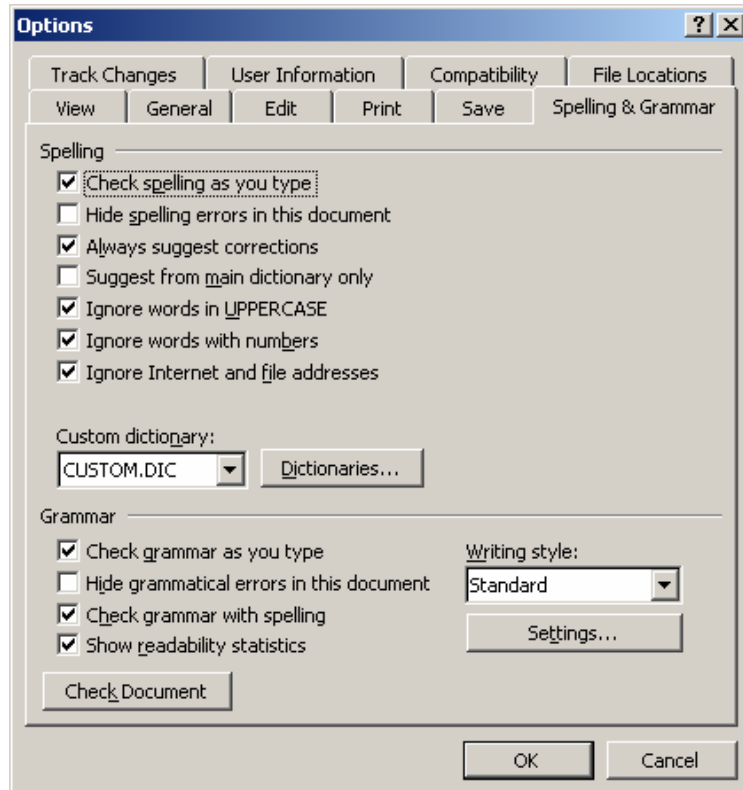 Options
Track Changes User Information Compatibility File Locations
View General Edit Print Save Spelling & Grammar
Spelling
Check spelling as you type
Hide spelling errors in this document
Always suggest corrections
Suggest from main dictionary only
Ignore words in UPPERCASE
Ignore words with numbers
Ignore Internet and file addresses
Custom dictionary:
CUSTOM.DIC Dictionaries...
Grammar
Check grammar as you type Writing style:
Hide grammatical errors in this document Standard
Check grammar with spelling
Show readability statistics Settings...
Check Document
OK Cancel